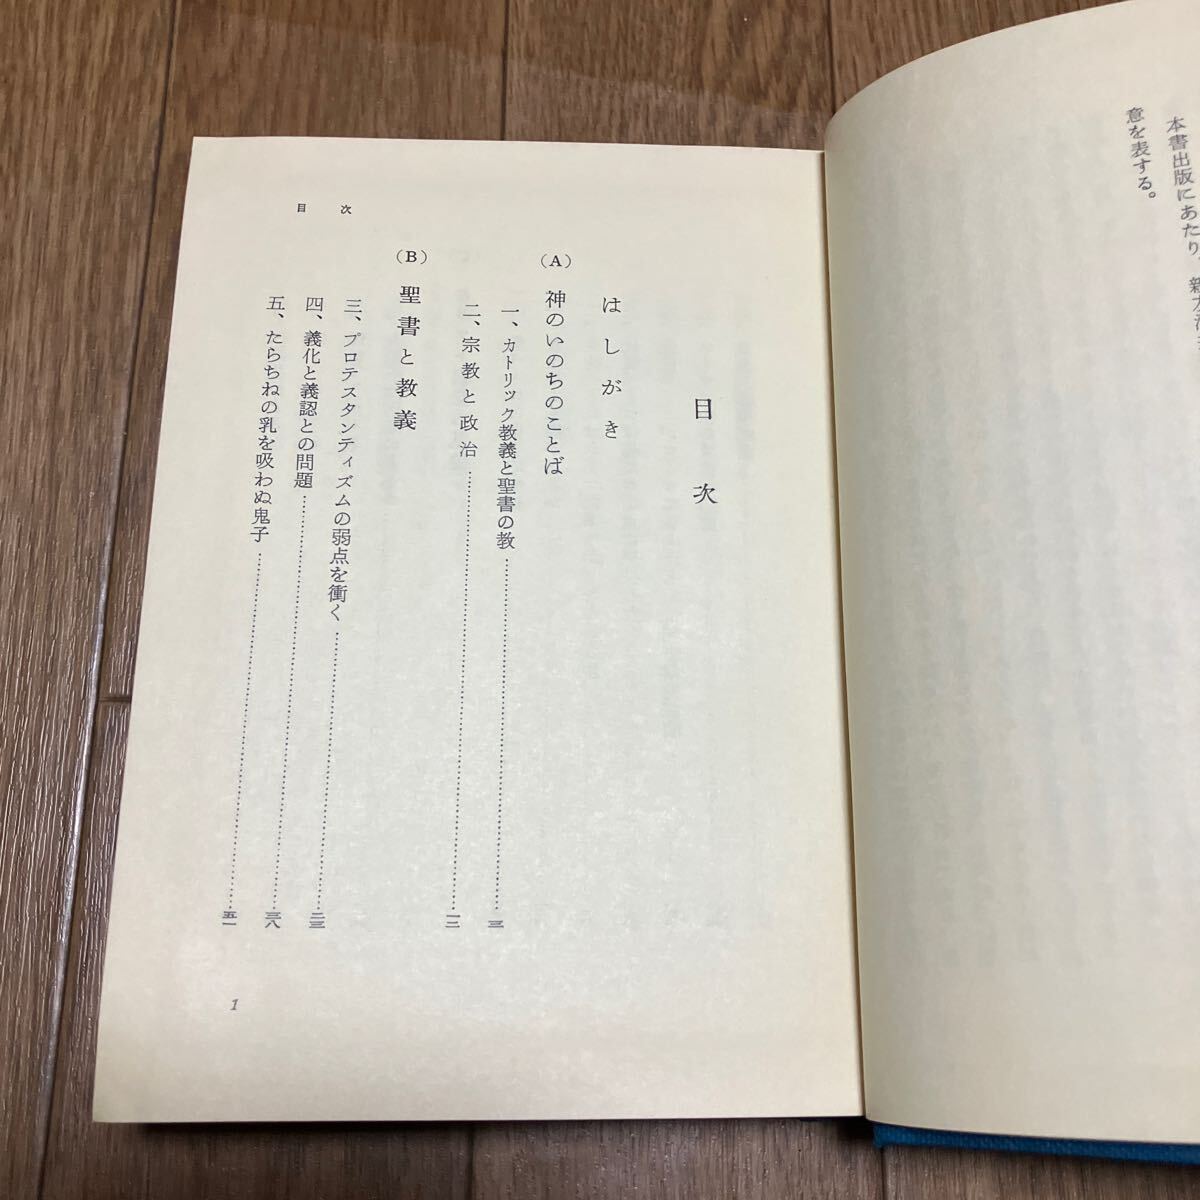 本書出版にあたり、
意を表する。
目次
目次
はしがき
(A) 神のいのちのことば
一、カトリック教義と聖書の教……三
二、宗教と政治……一二
(B) 聖書と教義
三、プロテスタンティズムの弱点を衝く……二三
四、義化と義認との問題……三八
五、たらちねの乳を吸わぬ鬼子……五一
1